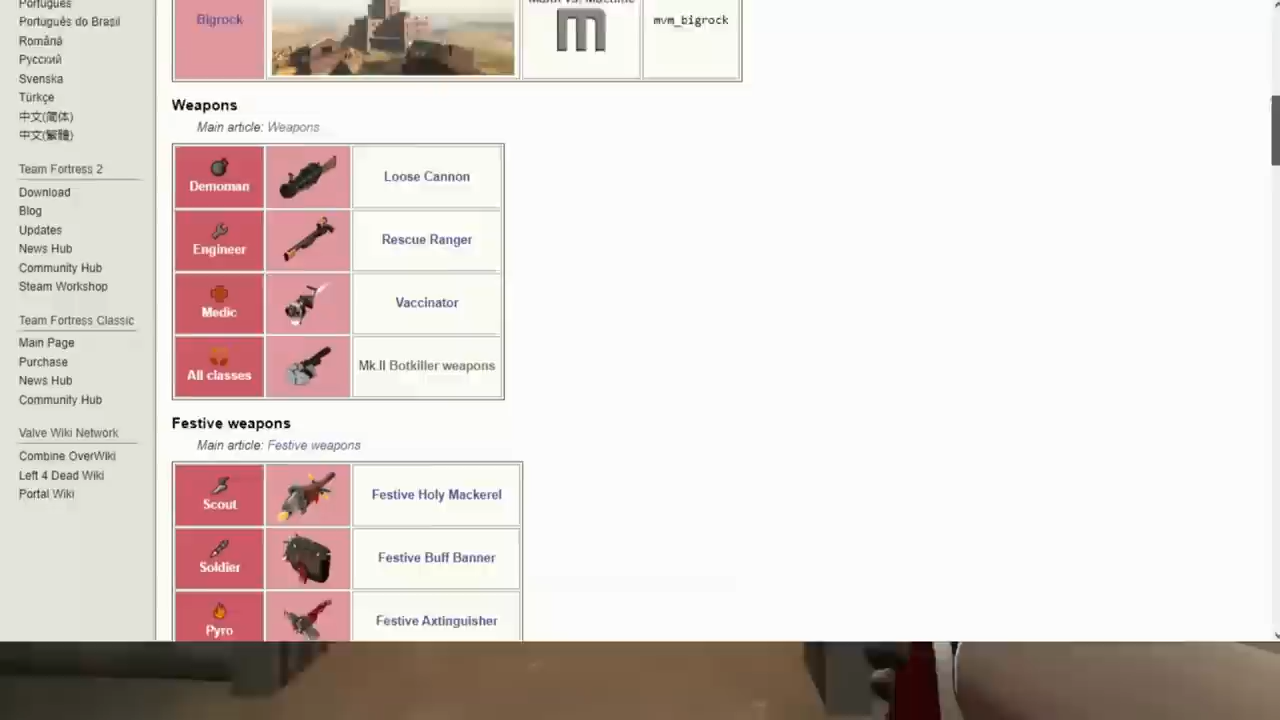 Português
Português do Brasil
Română
Русский
Svenska
Türkçe
中文(简体)
中文(繁體)
Team Fortress 2
Download
Blog
Updates
News Hub
Community Hub
Steam Workshop
Team Fortress Classic
Main Page
Purchase
News Hub
Community Hub
Valve Wiki Network
Combine OverWiki
Left 4 Dead Wiki
Portal Wiki
Bigrock
Mann vs. Machine
mvm_bigrock
Weapons
Main article: Weapons
Demoman
Loose Cannon
Engineer
Rescue Ranger
Medic
Vaccinator
All classes
Mk.II Botkiller weapons
Festive weapons
Main article: Festive weapons
Scout
Festive Holy Mackerel
Soldier
Festive Buff Banner
Pyro
Festive Axtinguisher